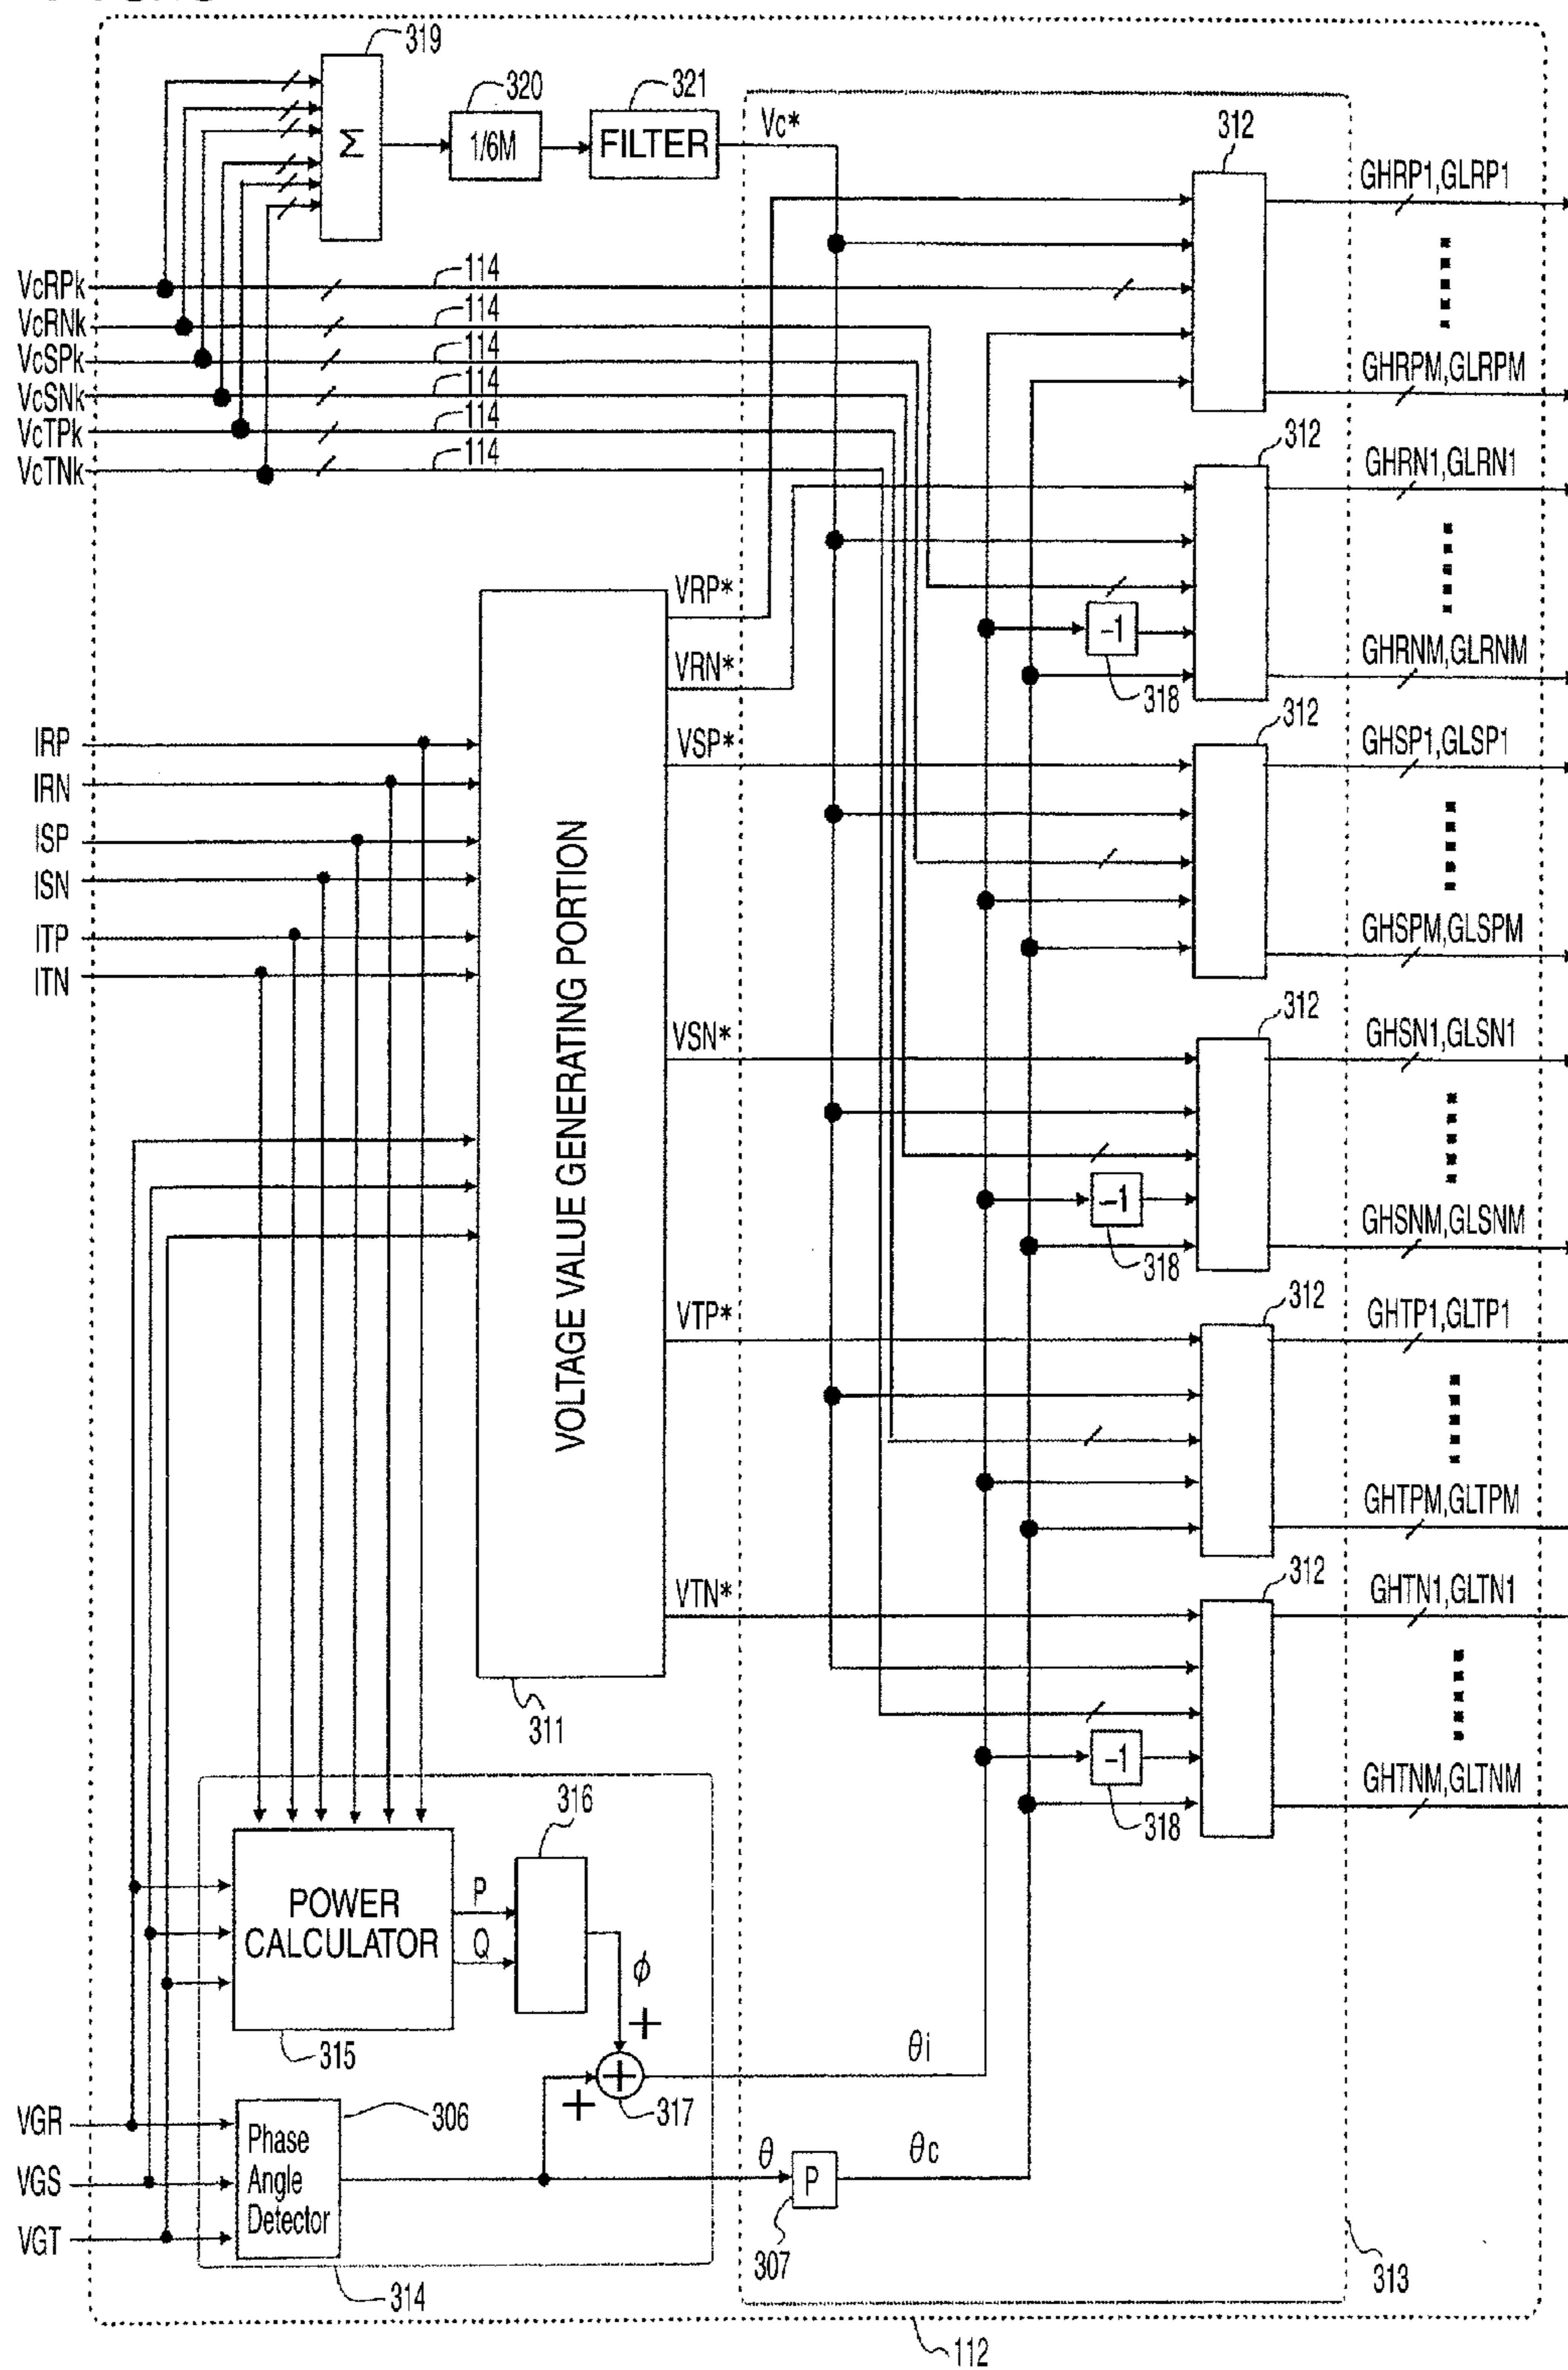 319
320
321
Σ
1/6M
FILTER
Vc*
312
GHRP1,GLRP1
VcRPk
114
VcRNk
114
VcSPk
114
VcSNk
114
VcTPk
114
VcTNk
114
GHRPM,GLRPM
312
GHRN1,GLRN1
VRP*
-1
318
VRN*
GHRNM,GLRNM
312
IRP
VSP*
GHSP1,GLSP1
IRN
ISP
ISN
ITP
ITN
VOLTAGE VALUE GENERATING PORTION
GHSPM,GLSPM
312
VSN*
GHSN1,GLSN1
-1
318
GHSNM,GLSNM
312
VTP*
GHTP1,GLTP1
GHTPM,GLTPM
312
VTN*
GHTN1,GLTN1
311
-1
318
GHTNM,GLTNM
316
POWER
CALCULATOR
P
Q
ϕ
+
315
θi
+
+
317
VGR
306
Phase
Angle
Detector
VGS
θ
P
θc
VGT
307
314
313
112